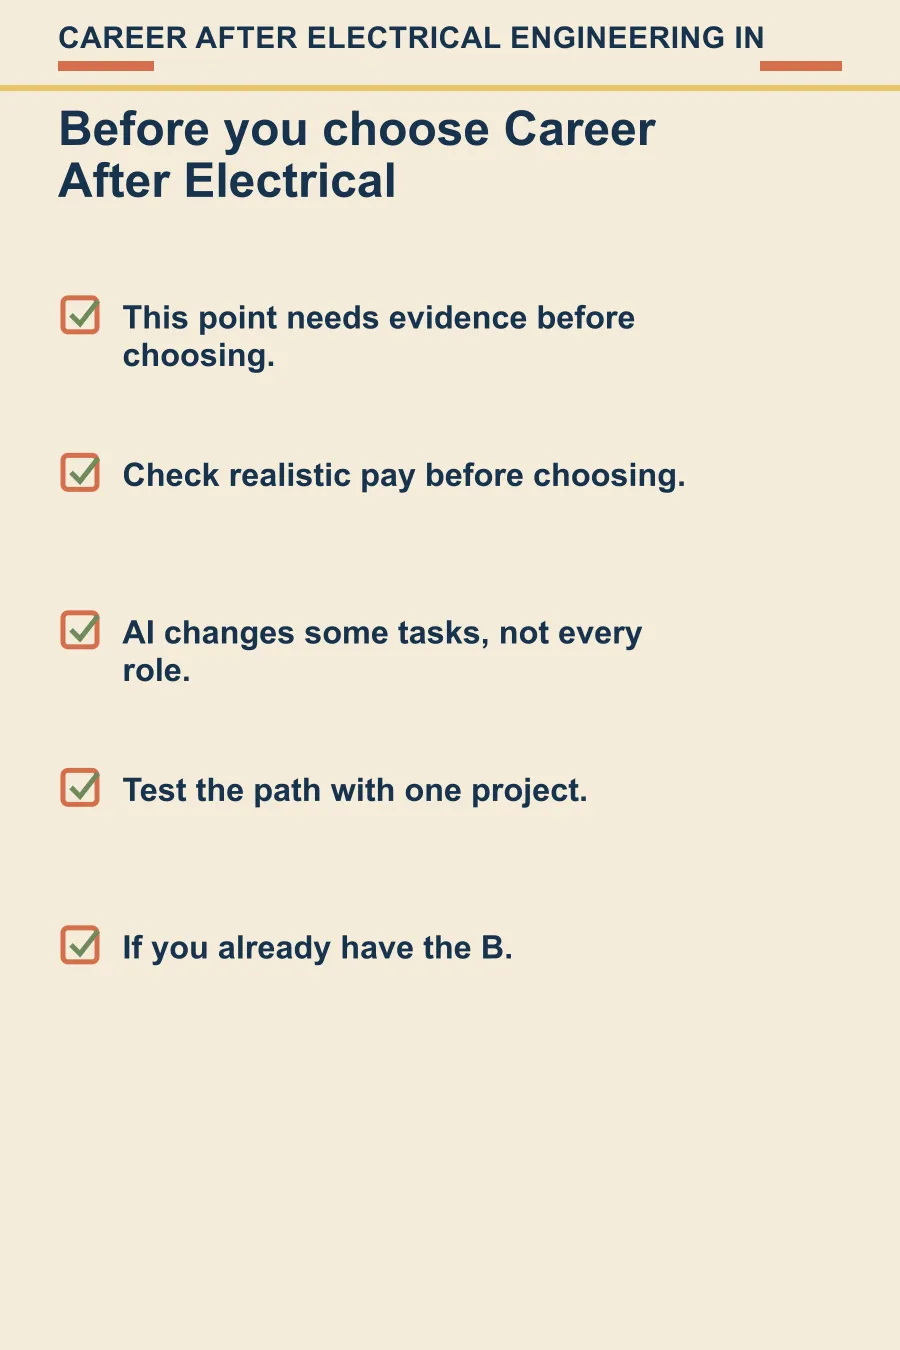 CAREER AFTER ELECTRICAL ENGINEERING IN
Before you choose Career
After Electrical
This point needs evidence before
choosing.
Check realistic pay before choosing.
AI changes some tasks, not every
role.
Test the path with one project.
If you already have the B.